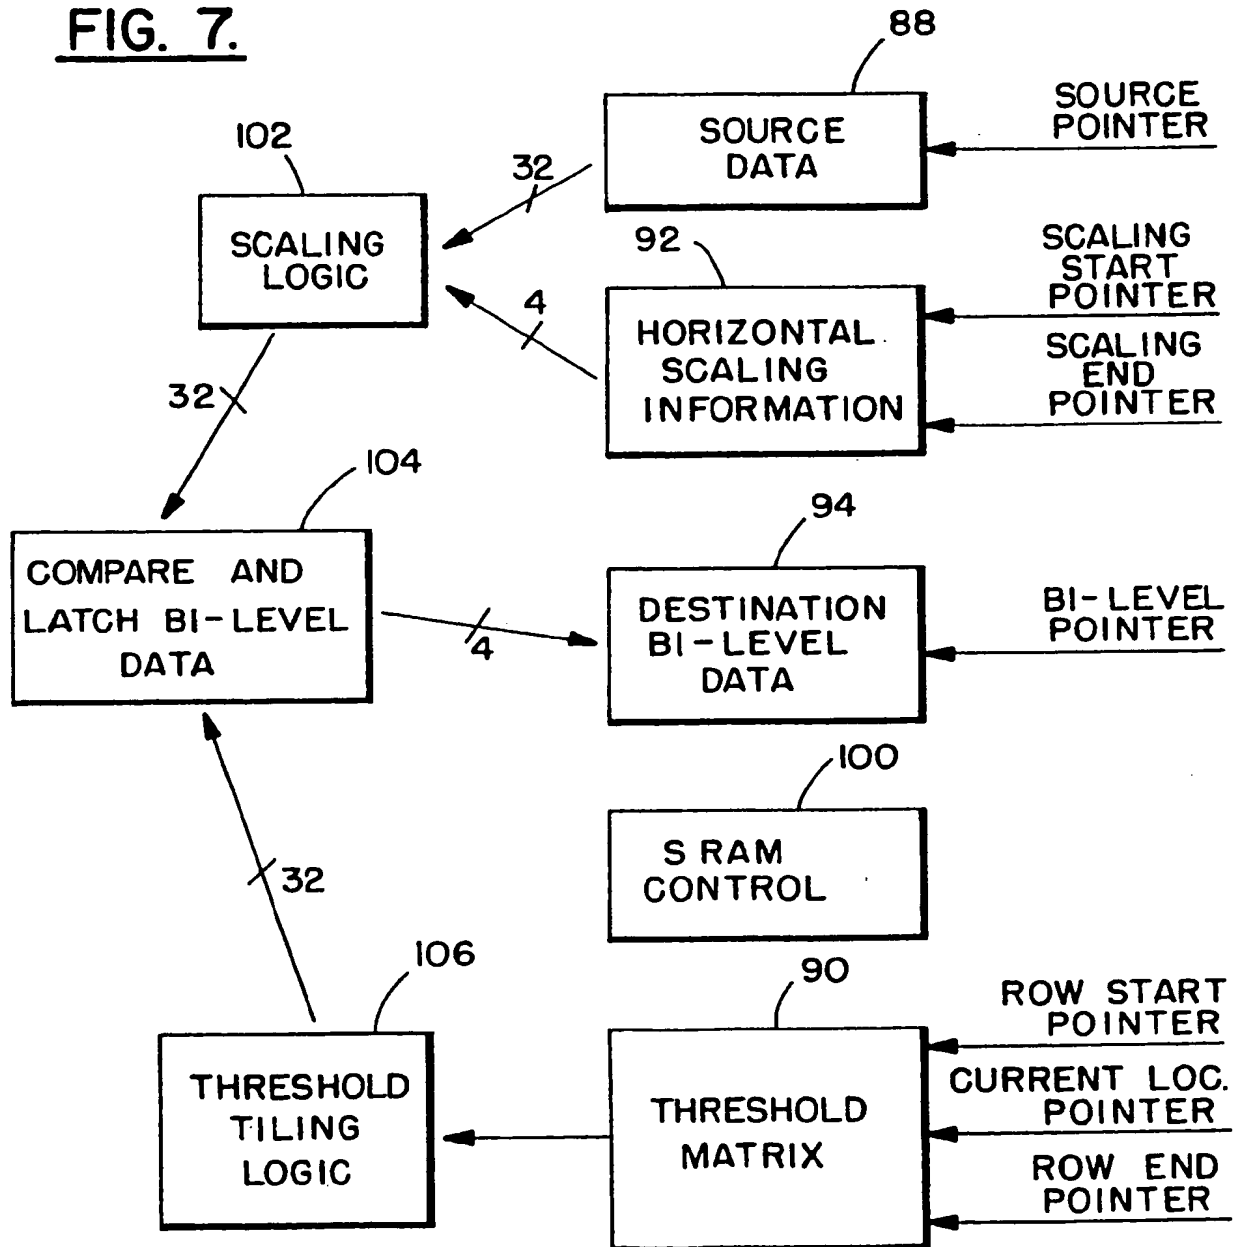 FIG. 7.
88
SOURCE
DATA
SOURCE
POINTER
102
SCALING
LOGIC
32
92
4
HORIZONTAL
SCALING
INFORMATION
SCALING
START
POINTER
SCALING
END
POINTER
32
104
COMPARE AND
LATCH BI-LEVEL
DATA
4
94
DESTINATION
BI-LEVEL
DATA
BI-LEVEL
POINTER
100
S RAM
CONTROL
32
106
THRESHOLD
TILING
LOGIC
90
THRESHOLD
MATRIX
ROW START
POINTER
CURRENT LOC.
POINTER
ROW END
POINTER